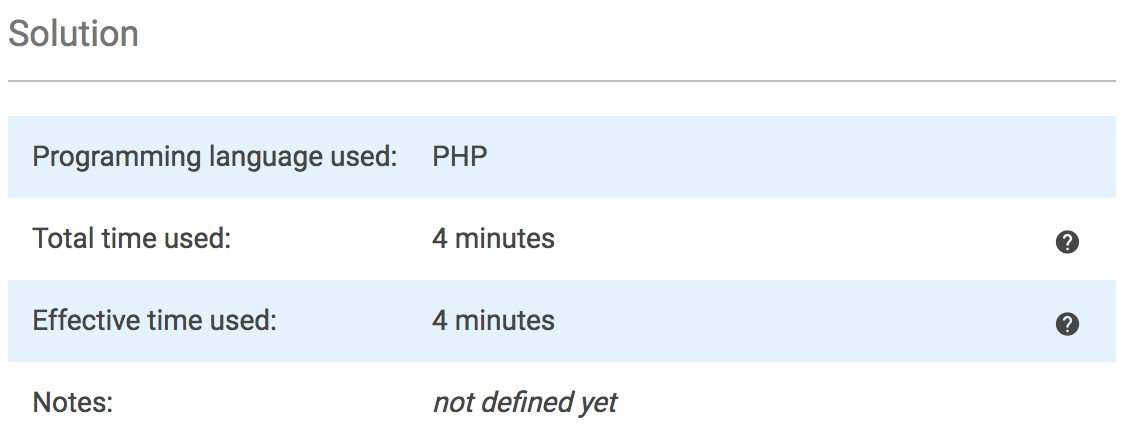 Solution
Programming language used: PHP
Total time used: 4 minutes
Effective time used: 4 minutes
Notes: not defined yet